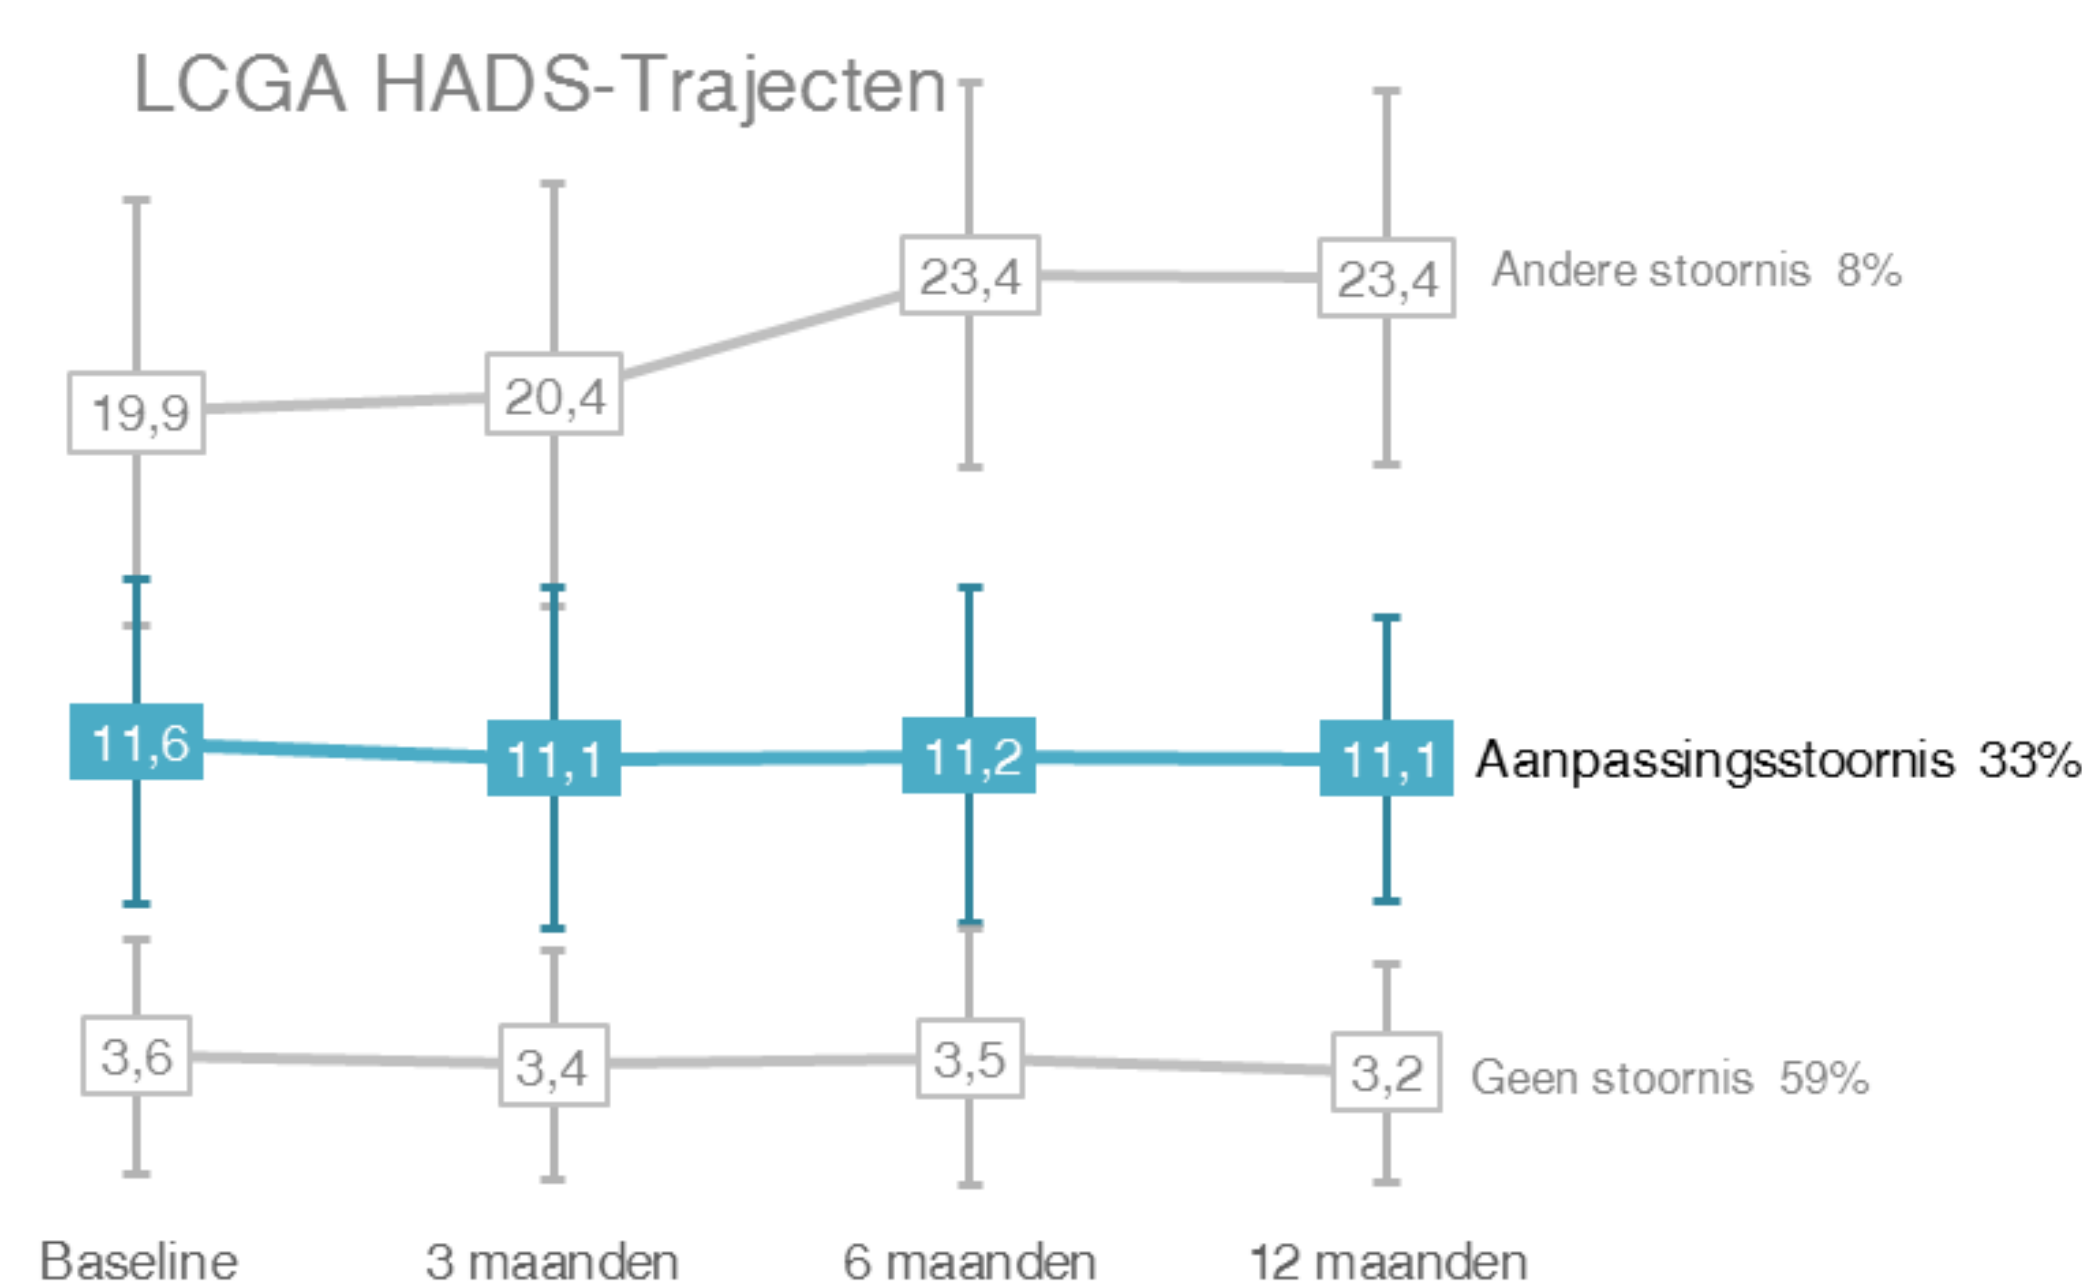 LCGA HADS-Trajecten
19,9
20,4
23,4
23,4
Andere stoornis 8%
11,6
11,1
11,2
11,1
Aanpassingsstoornis 33%
3,6
3,4
3,5
3,2
Geen stoornis 59%
Baseline
3 maanden
6 maanden
12 maanden